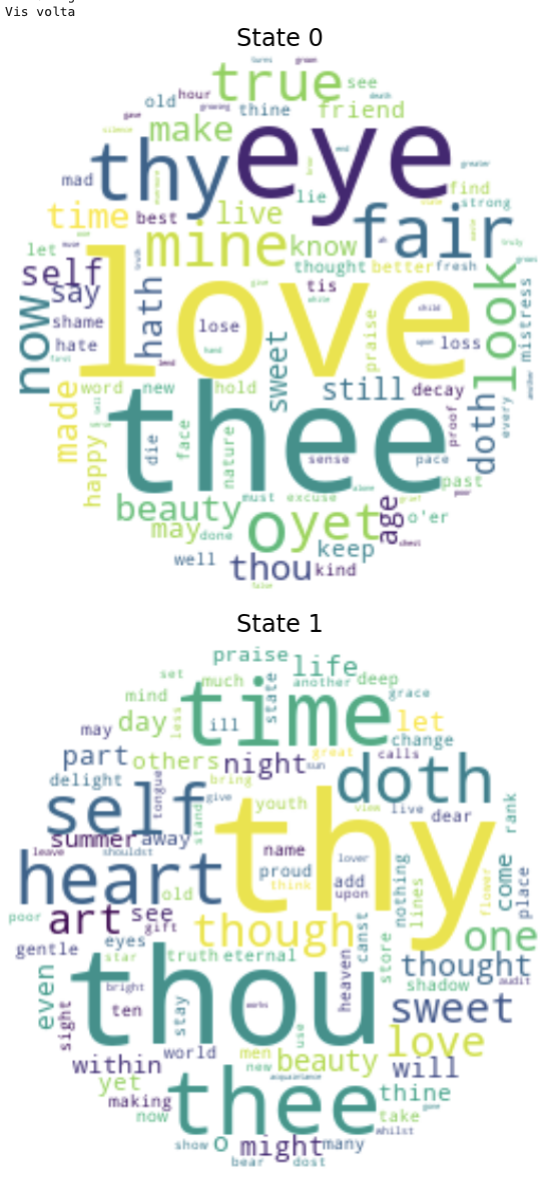 Vis volta
State 0
true
see
old
hour
thine
friend
make
eye
thy
mad
find
strong
lie
time
best
live
fair
let
mine
know
self
say
thought
better
fresh
tis
love
look
mistress
now
shame
hate
hath
lose
child
loss
praise
sweet
word
new
hold
still
decay
made
thee
happy
die
face
nature
sense
proof
pace
doth
every
past
beauty
must
excuse
o
yet
age
o'er
may
done
keep
well
thou
kind
State 1
praise
life
set
much
state
another
deep
mind
grace
time
may
day
less
ill
let
change
part
others
night
sun
great
calls
delight
bring
doth
self
tongue
stand
give
youth
view
live
dear
rank
thy
summer
away
leave
shouldst
name
lover
heart
proud
think
add
upon
old
nothing
lines
flower
come
place
poor
art
see
gift
though
canst
one
gentle
eyes
star
truth
eternal
store
thought
audit
even
sight
bright
thou
heaven
shadow
ten
stay
sweet
use
love
within
world
men
new
beauty
will
acquaintance
yet
making
thee
thine
now
take
whilst
show
o
might
many
bear
dost